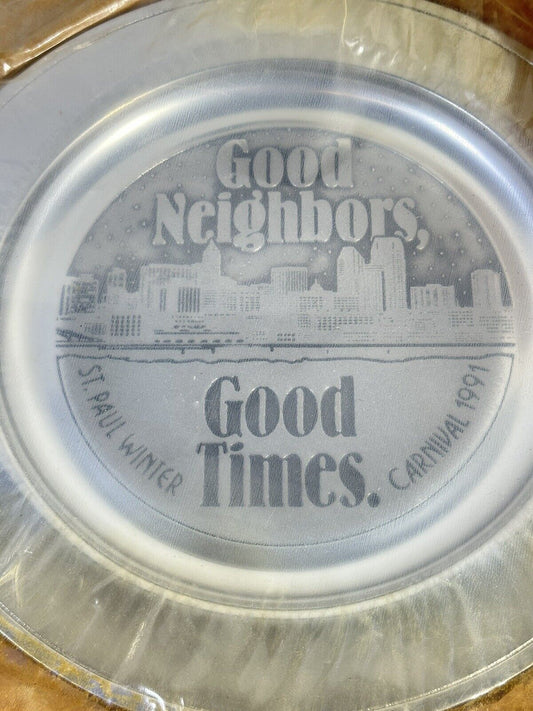 Good
Neighbors,
Good
Times.
ST. PAUL WINTER
CARNIVAL 1991